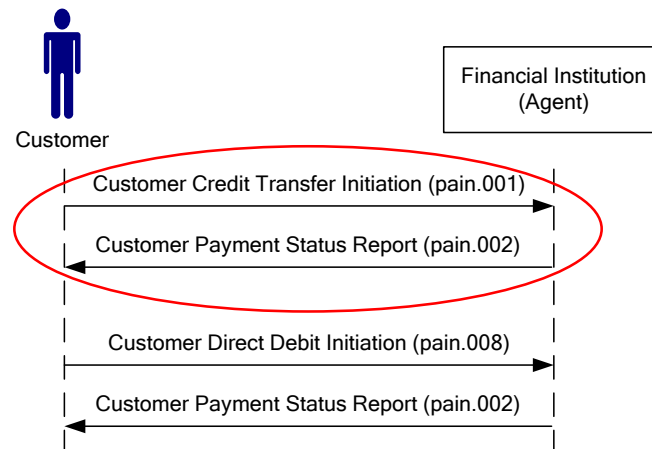 Financial Institution
(Agent)
Customer
Customer Credit Transfer Initiation (pain.001)
Customer Payment Status Report (pain.002)
Customer Direct Debit Initiation (pain.008)
Customer Payment Status Report (pain.002)